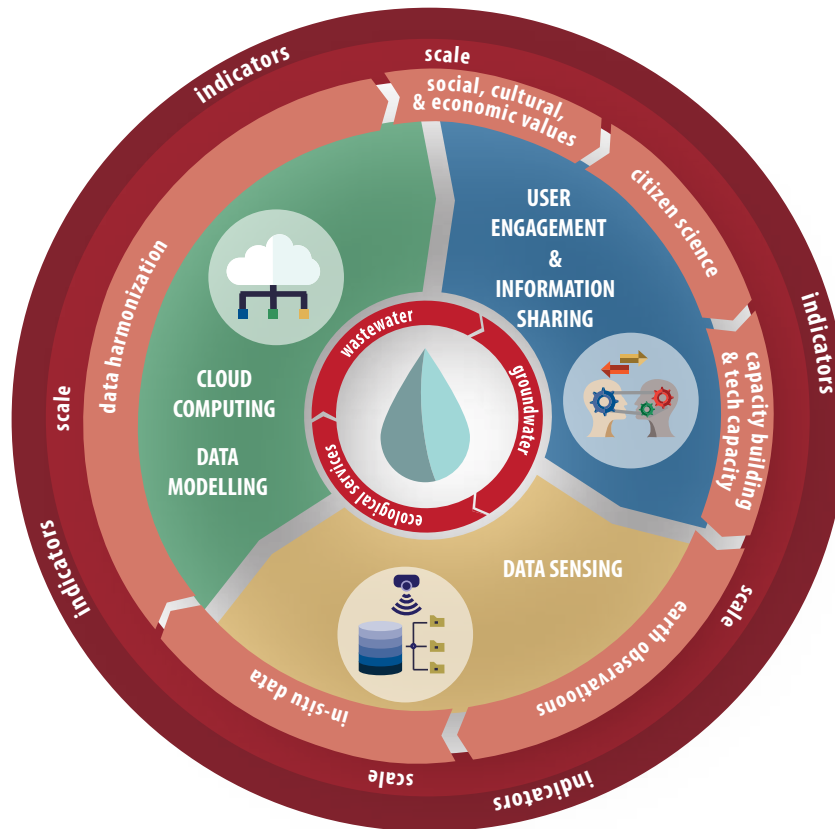 indicators
scale
social, cultural,
& economic values
citizen science
capacity building
& tech capacity
indicators
scale
earth observatioons
indicators
scale
in-situ data
indicators
scale
data harmonization
USER
ENGAGEMENT
&
INFORMATION
SHARING
CLOUD
COMPUTING
DATA
MODELLING
DATA SENSING
wastewater
groundwater
ecological services